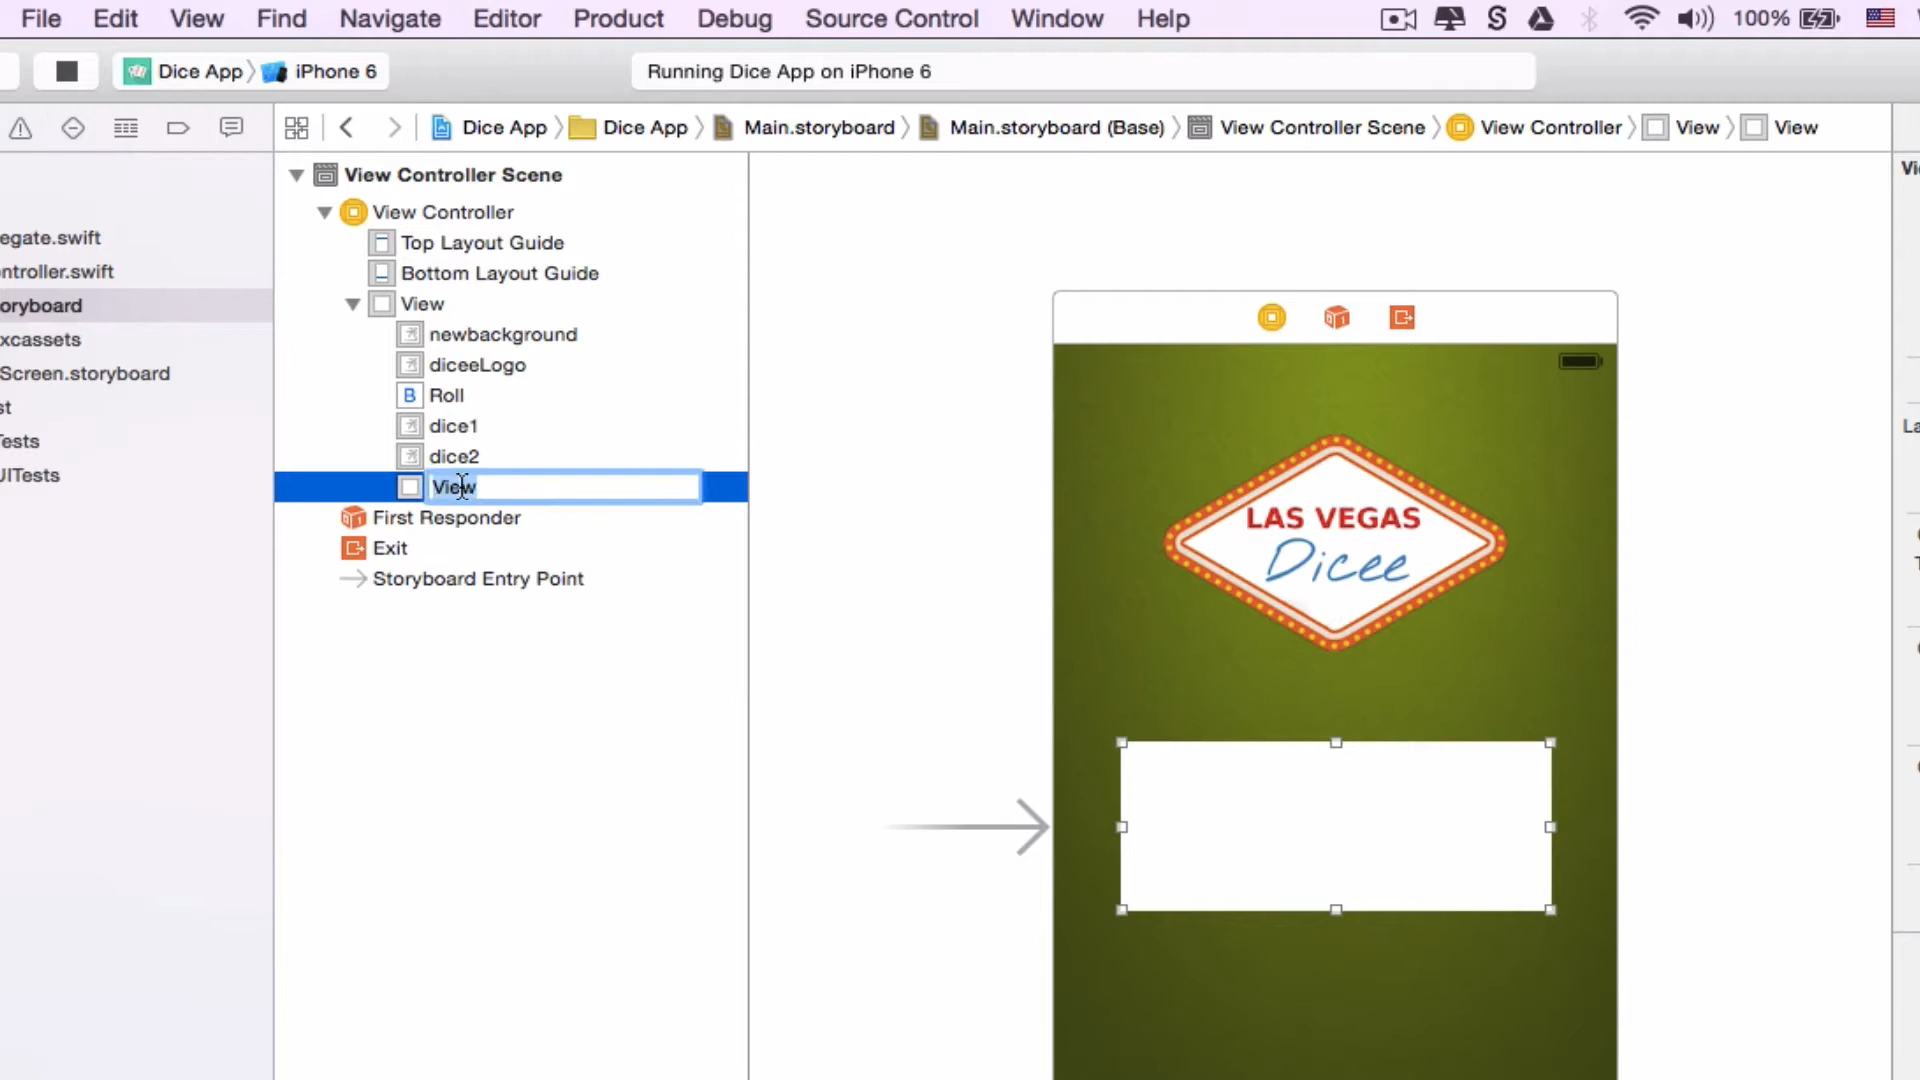 File Edit View Find Navigate Editor Product Debug Source Control Window Help 100%
Dice App iPhone 6 Running Dice App on iPhone 6
Dice App Dice App Main.storyboard Main.storyboard (Base) View Controller Scene View Controller View View
View Controller Scene
View Controller
Top Layout Guide
Bottom Layout Guide
View
newbackground
diceeLogo
B Roll
dice1
dice2
View
First Responder
Exit
Storyboard Entry Point
egate.swift
ntroller.swift
oryboard
xcassets
Screen.storyboard
st
Tests
UITests
LAS VEGAS
Dicee
Vi
La